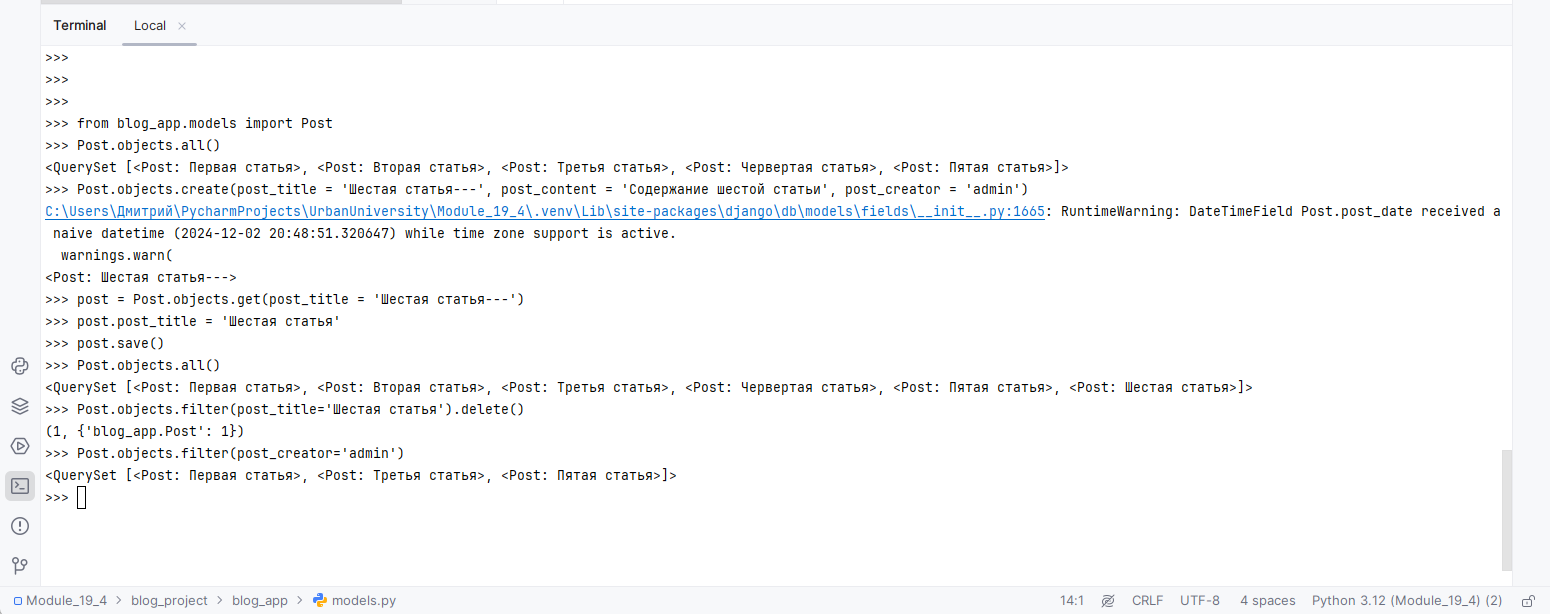 Terminal Local ×
>>>
>>>
>>>
>>> from blog_app.models import Post
>>> Post.objects.all()
<QuerySet [<Post: Первая статья>, <Post: Вторая статья>, <Post: Третья статья>, <Post: Червертая статья>, <Post: Пятая статья>]>
>>> Post.objects.create(post_title = 'Шестая статья---', post_content = 'Содержание шестой статьи', post_creator = 'admin')
C:\Users\Дмитрий\PycharmProjects\UrbanUniversity\Module_19_4\.venv\Lib\site-packages\django\db\models\fields\__init__.py:1665: RuntimeWarning: DateTimeField Post.post_date received a
 naive datetime (2024-12-02 20:48:51.320647) while time zone support is active.
  warnings.warn(
<Post: Шестая статья--->
>>> post = Post.objects.get(post_title = 'Шестая статья---')
>>> post.post_title = 'Шестая статья'
>>> post.save()
>>> Post.objects.all()
<QuerySet [<Post: Первая статья>, <Post: Вторая статья>, <Post: Третья статья>, <Post: Червертая статья>, <Post: Пятая статья>, <Post: Шестая статья>]>
>>> Post.objects.filter(post_title='Шестая статья').delete()
(1, {'blog_app.Post': 1})
>>> Post.objects.filter(post_creator='admin')
<QuerySet [<Post: Первая статья>, <Post: Третья статья>, <Post: Пятая статья>]>
>>>
Module_19_4 > blog_project > blog_app > models.py 14:1 CRLF UTF-8 4 spaces Python 3.12 (Module_19_4) (2)